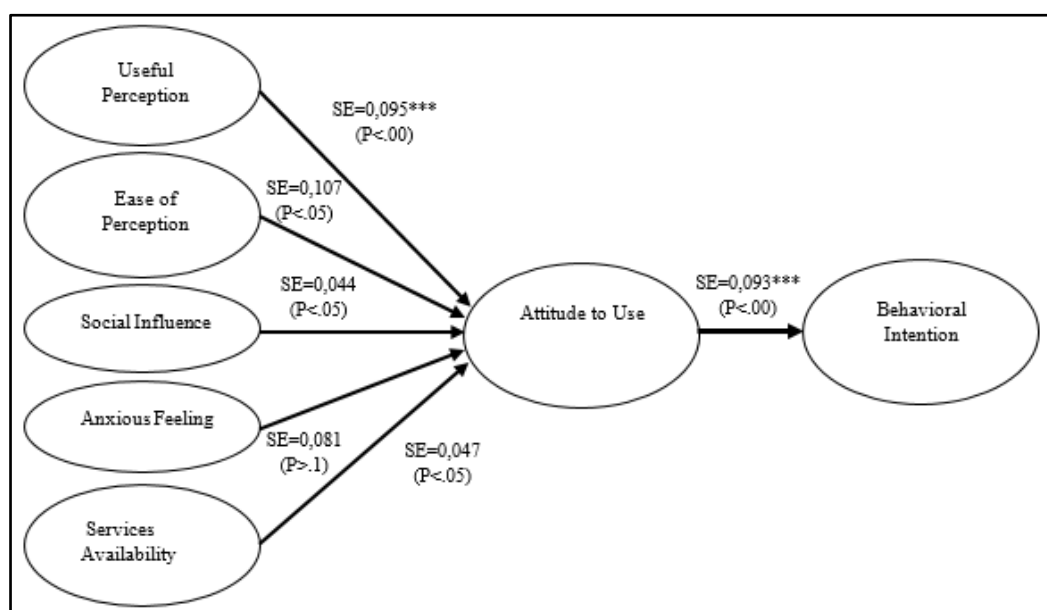 Useful
Perception
SE=0,095***
(P<.00)
Ease of
Perception
SE=0,107
(P<.05)
Social Influence
SE=0,044
(P<.05)
Attitude to Use
SE=0,093***
(P<.00)
Behavioral
Intention
Anxious Feeling
SE=0,081
(P>.1)
SE=0,047
(P<.05)
Services
Availability